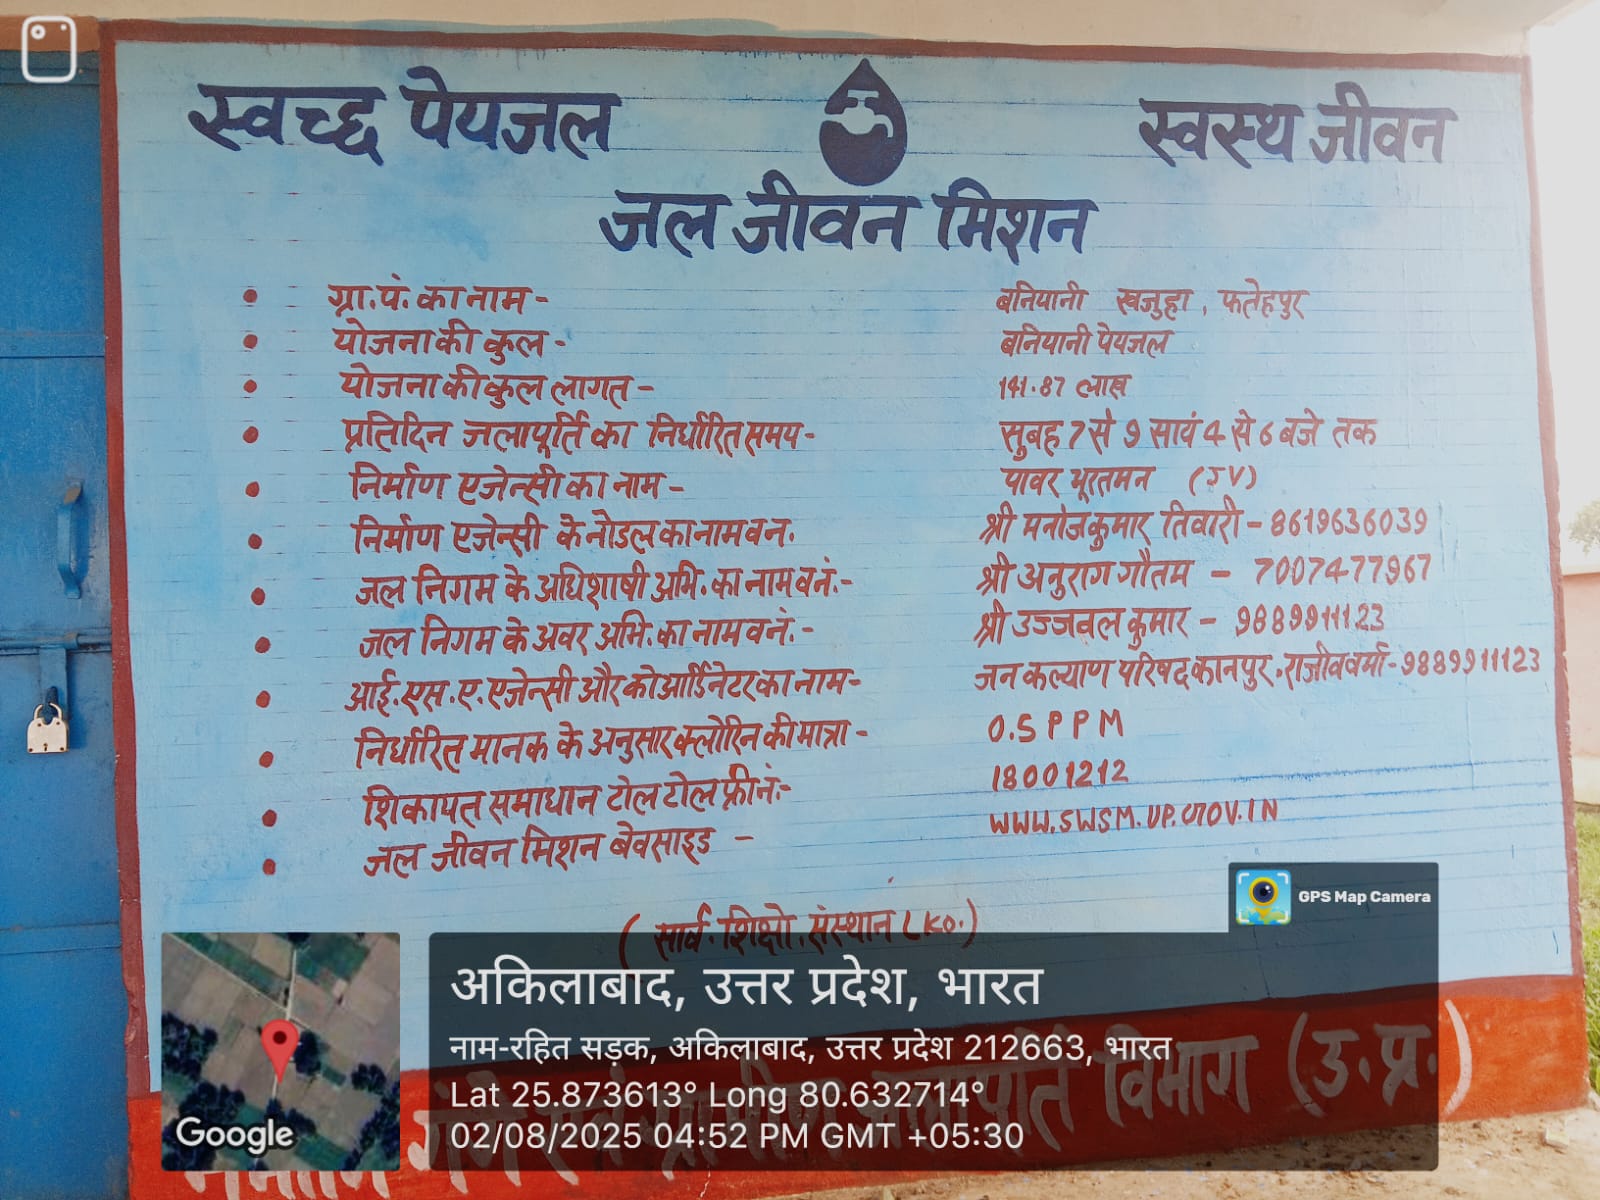 स्वच्छ पेयजल
स्वस्थ जीवन
जल जीवन मिशन
ग्रा.पं. का नाम - बनियानी खजुहा, फतेहपुर
योजना की कुल - बनियानी पेयजल
योजना की कुल लागत - 141.87 लाख
प्रतिदिन जलापूर्ति का निर्धारित समय - सुबह 7 से 9 सायं 4 से 6 बजे तक
निर्माण एजेन्सी का नाम - पावर भूरतमन (JV)
निर्माण एजेन्सी के नोडल का नाम व न. श्री मनोज कुमार तिवारी - 8619636039
जल निगम के अधिशाषी अभि. का नाम व नं. - श्री अनुराग गौतम - 7007477967
जल निगम के अवर अभि. का नाम व नं. - श्री उज्जवल कुमार - 9889911123
आई.एस.ए. एजेन्सी और कोआर्डिनेटर का नाम - जन कल्याण परिषद कानपुर. राजीव वर्मा - 9889911123
निर्धारित मानक के अनुसार क्लोरिन की मात्रा - 0.5 PPM
शिकायत समाधान टोल टोल फ्री नं. - 18001212
जल जीवन मिशन बेवसाइड - WWW.SWSM.UP.GOV.IN
(सार्व. शिक्षो. संस्थान LKO.)
GPS Map Camera
अकिलाबाद, उत्तर प्रदेश, भारत
नाम-रहित सड़क, अकिलाबाद, उत्तर प्रदेश 212663, भारत
Lat 25.873613° Long 80.632714°
02/08/2025 04:52 PM GMT +05:30
Google
विभाग (उ.प्र.)